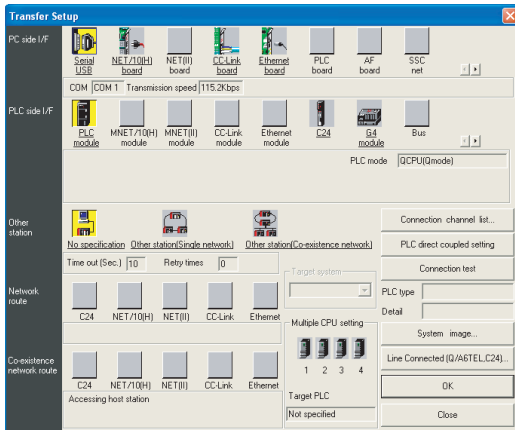 Transfer Setup
PC side I/F
Serial USB
NET/10(H) board
NET(II) board
CC-Link board
Ethernet board
PLC board
AF board
SSC net
COM COM 1 Transmission speed 115.2Kbps
PLC side I/F
PLC module
MNET/10(H) module
MNET(II) module
CC-Link module
Ethernet module
C24
G4 module
Bus
PLC mode QCPU(Qmode)
Other station
No specification
Other station(Single network)
Other station(Co-existence network)
Time out (Sec.) 10 Retry times 0
Target system
Connection channel list...
PLC direct coupled setting
Connection test
PLC type
Detail
System image...
Line Connected (Q/A6TEL,C24)...
OK
Close
Network route
C24 NET/10(H) NET(II) CC-Link Ethernet
Multiple CPU setting
1 2 3 4
Target PLC
Not specified
Co-existence network route
C24 NET/10(H) NET(II) CC-Link Ethernet
Accessing host station